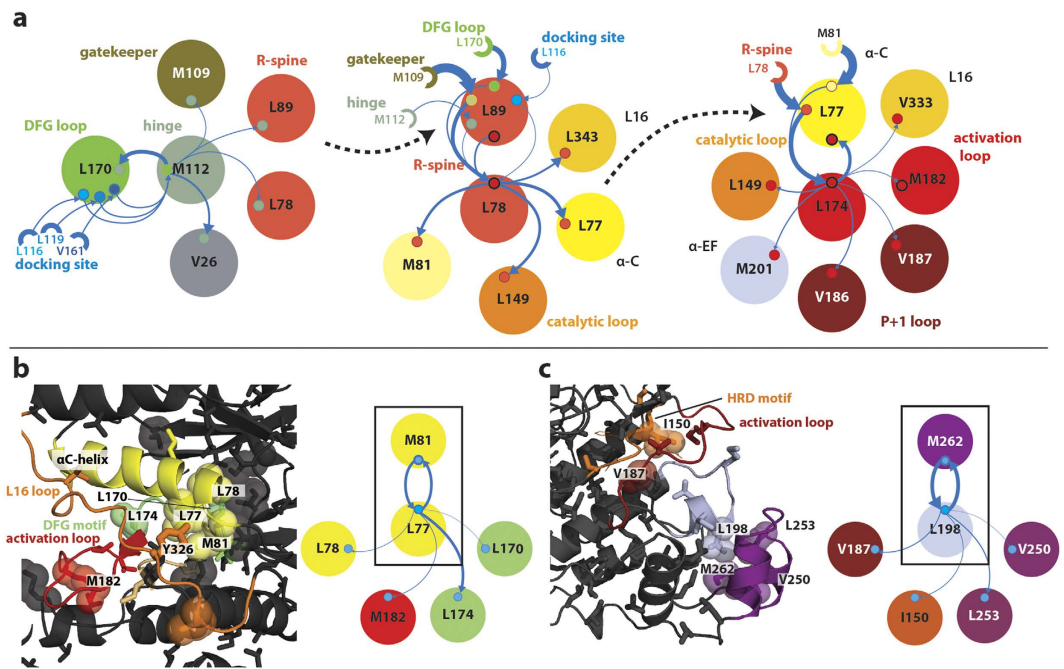 a
gatekeeper
M109
R-spine
L89
DFG loop
hinge
L170
M112
L78
L119
L116
V161
docking site
V26
DFG loop
L170
docking site
L116
gatekeeper
M109
L89
hinge
M112
L16
L343
R-spine
L78
L77
M81
α-C
L149
catalytic loop
M81
R-spine
α-C
L78
L16
L77
V333
catalytic loop
activation
loop
L149
M182
L174
α-EF
M201
V187
V186
P+1 loop
b
αC-helix
L16 loop
L170
L78
L174
L77
DFG motif
activation loop
Y326
M81
M182
M81
L77
L78
L170
M182
L174
c
HRD motif
I150
activation loop
V187
L198
L253
M262
V250
M262
L198
V187
V250
I150
L253